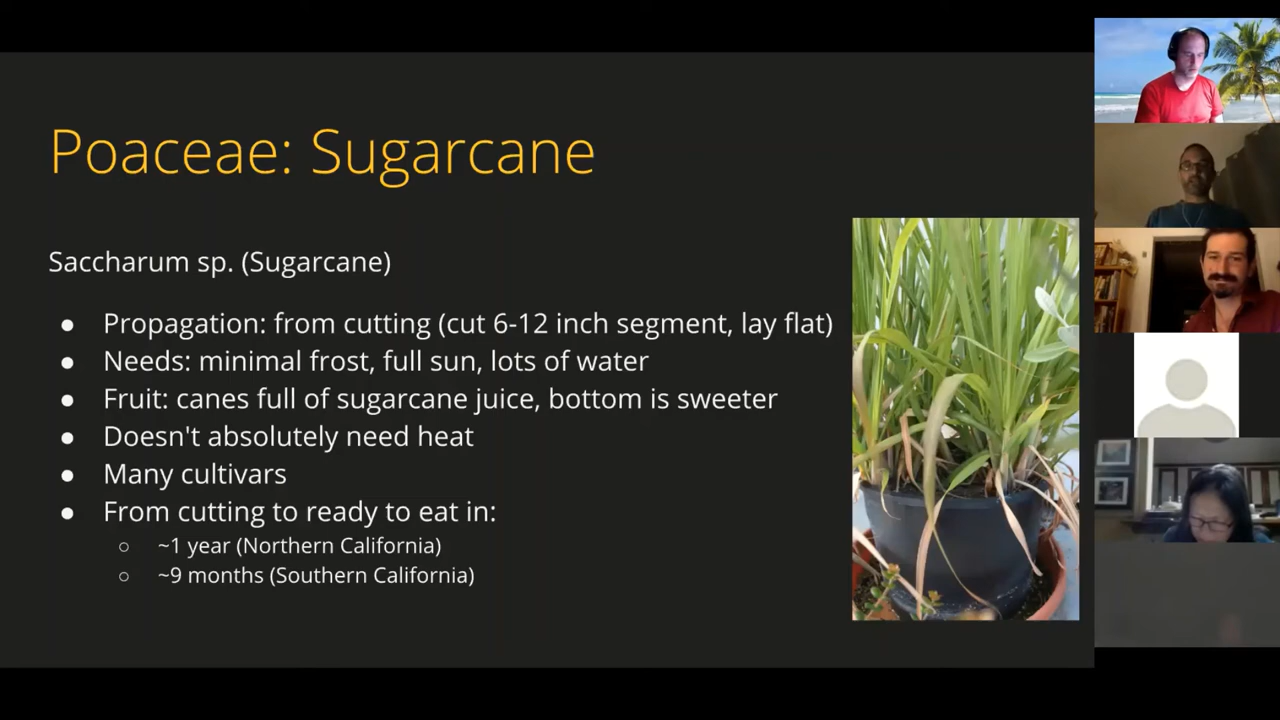 Poaceae: Sugarcane
Saccharum sp. (Sugarcane)
● Propagation: from cutting (cut 6-12 inch segment, lay flat)
● Needs: minimal frost, full sun, lots of water
● Fruit: canes full of sugarcane juice, bottom is sweeter
● Doesn't absolutely need heat
● Many cultivars
● From cutting to ready to eat in:
○ ~1 year (Northern California)
○ ~9 months (Southern California)